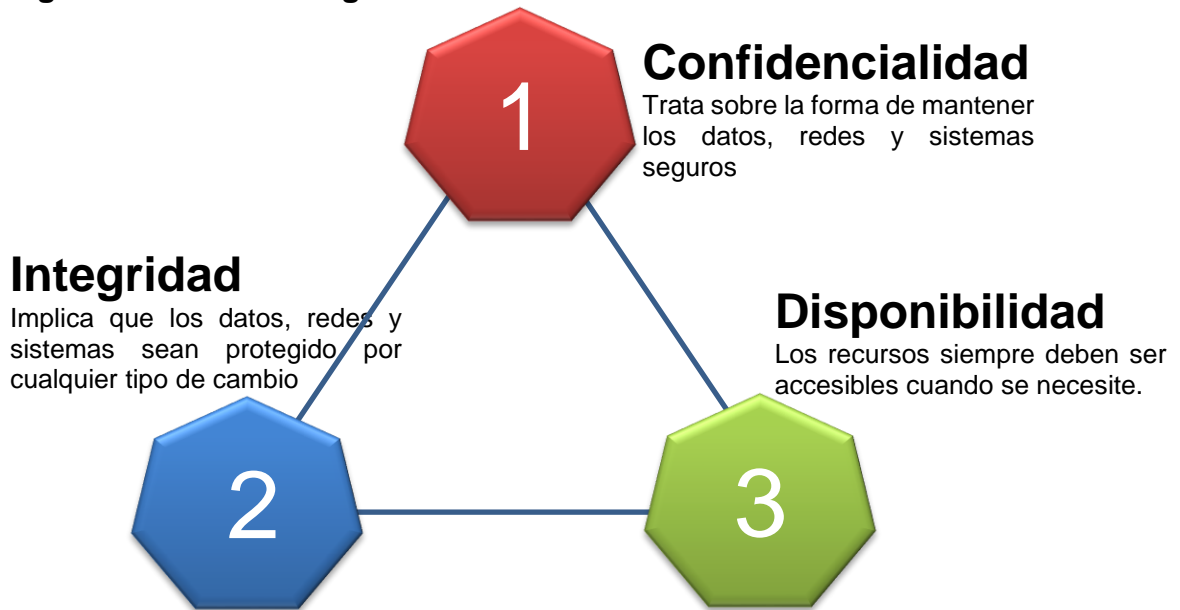 1
Confidencialidad
Trata sobre la forma de mantener
los datos, redes y sistemas
seguros
Integridad
Implica que los datos, redes y
sistemas sean protegido por
cualquier tipo de cambio
Disponibilidad
Los recursos siempre deben ser
accesibles cuando se necesite.
2
3